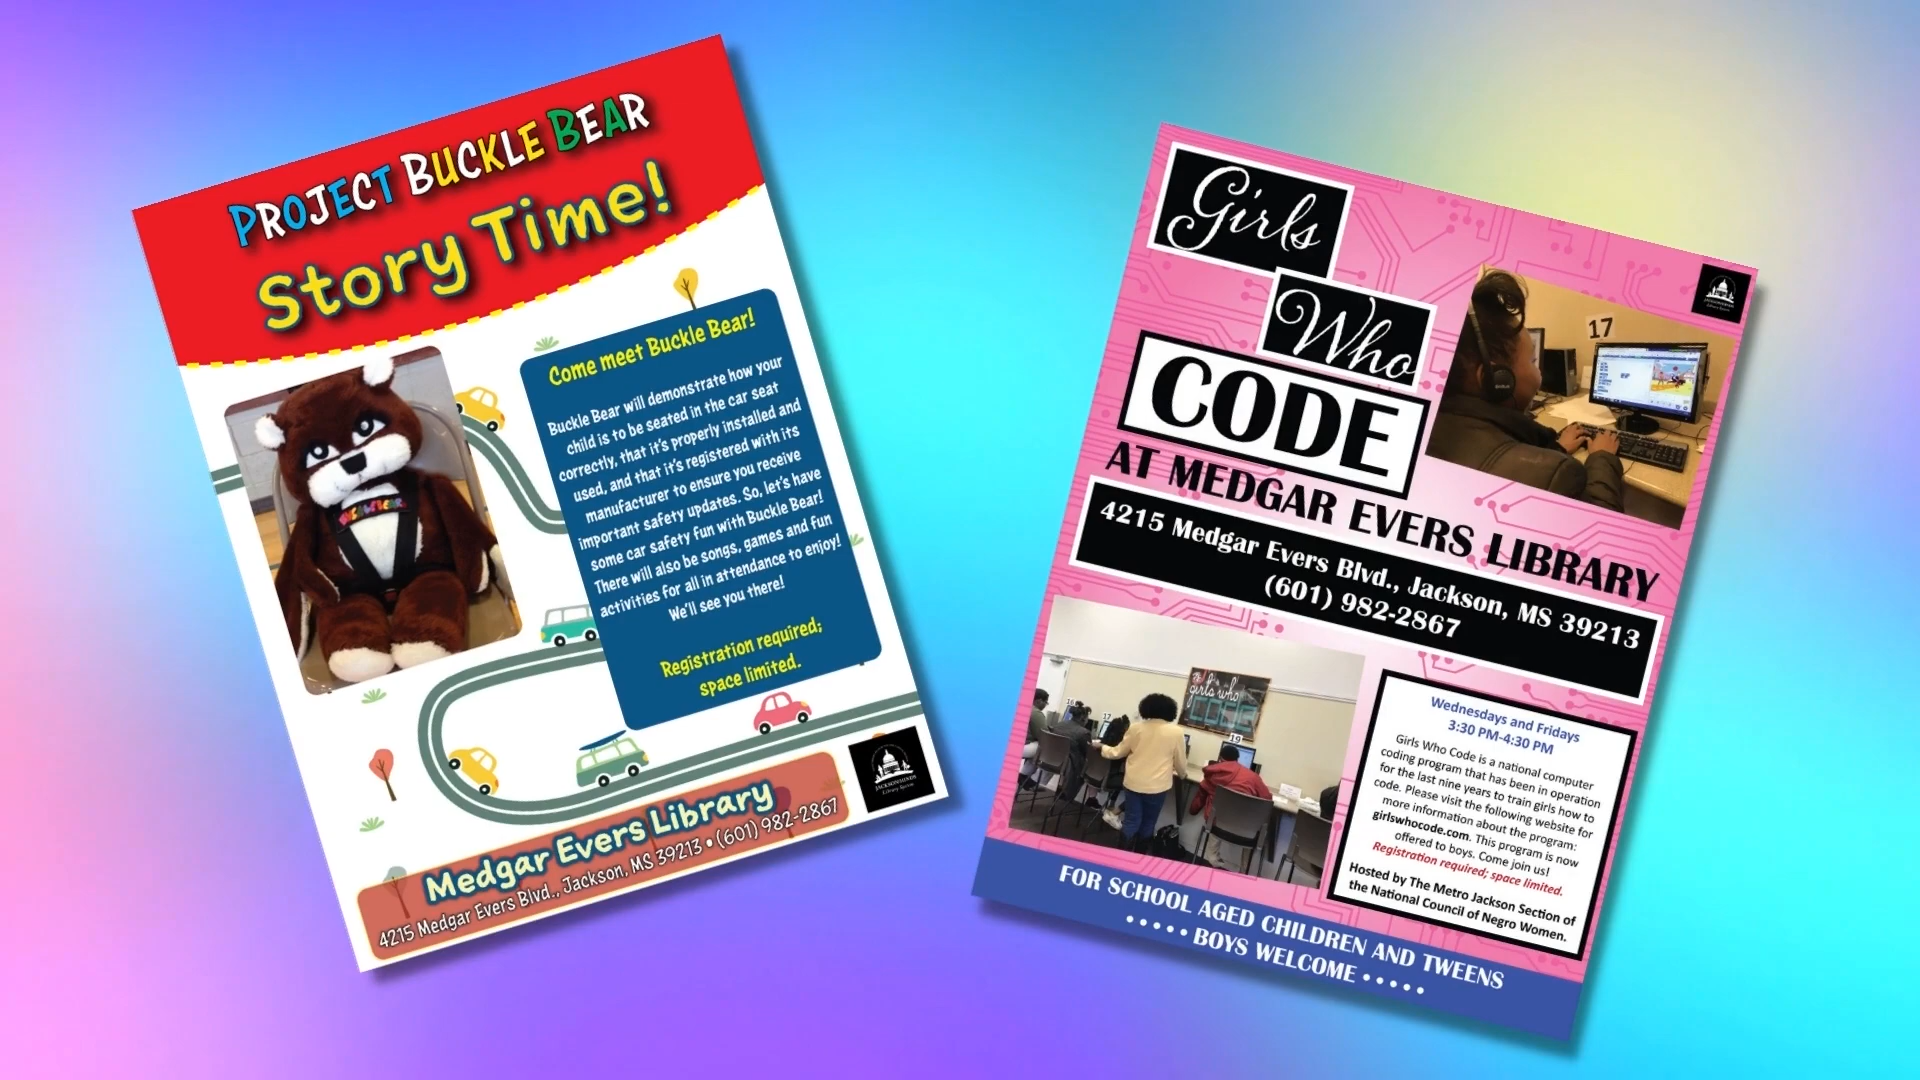 PROJECT BUCKLE BEAR
Story Time!
Come meet Buckle Bear!
Buckle Bear will demonstrate how your
child is to be seated in the car seat
correctly, that it's properly installed and
used, and that it's registered with its
manufacturer to ensure you receive
important safety updates. So, let's have
some car safety fun with Buckle Bear!
There will also be songs, games and fun
activities for all in attendance to enjoy!
We'll see you there!
Registration required;
space limited.
Medgar Evers Library
4215 Medgar Evers Blvd., Jackson, MS 39213 • (601) 982-2867
Library System
Girls
Who
CODE
AT MEDGAR EVERS LIBRARY
4215 Medgar Evers Blvd., Jackson, MS 39213
(601) 982-2867
17
16
17
19
girls who
CODE
Wednesdays and Fridays
3:30 PM-4:30 PM
Girls Who Code is a national computer
coding program that has been in operation
for the last nine years to train girls how to
code. Please visit the following website for
more information about the program:
girlswhocode.com. This program is now
offered to boys. Come join us!
Registration required; space limited.
Hosted by The Metro Jackson Section of
the National Council of Negro Women.
FOR SCHOOL AGED CHILDREN AND TWEENS
• • • • • BOYS WELCOME • • • • •